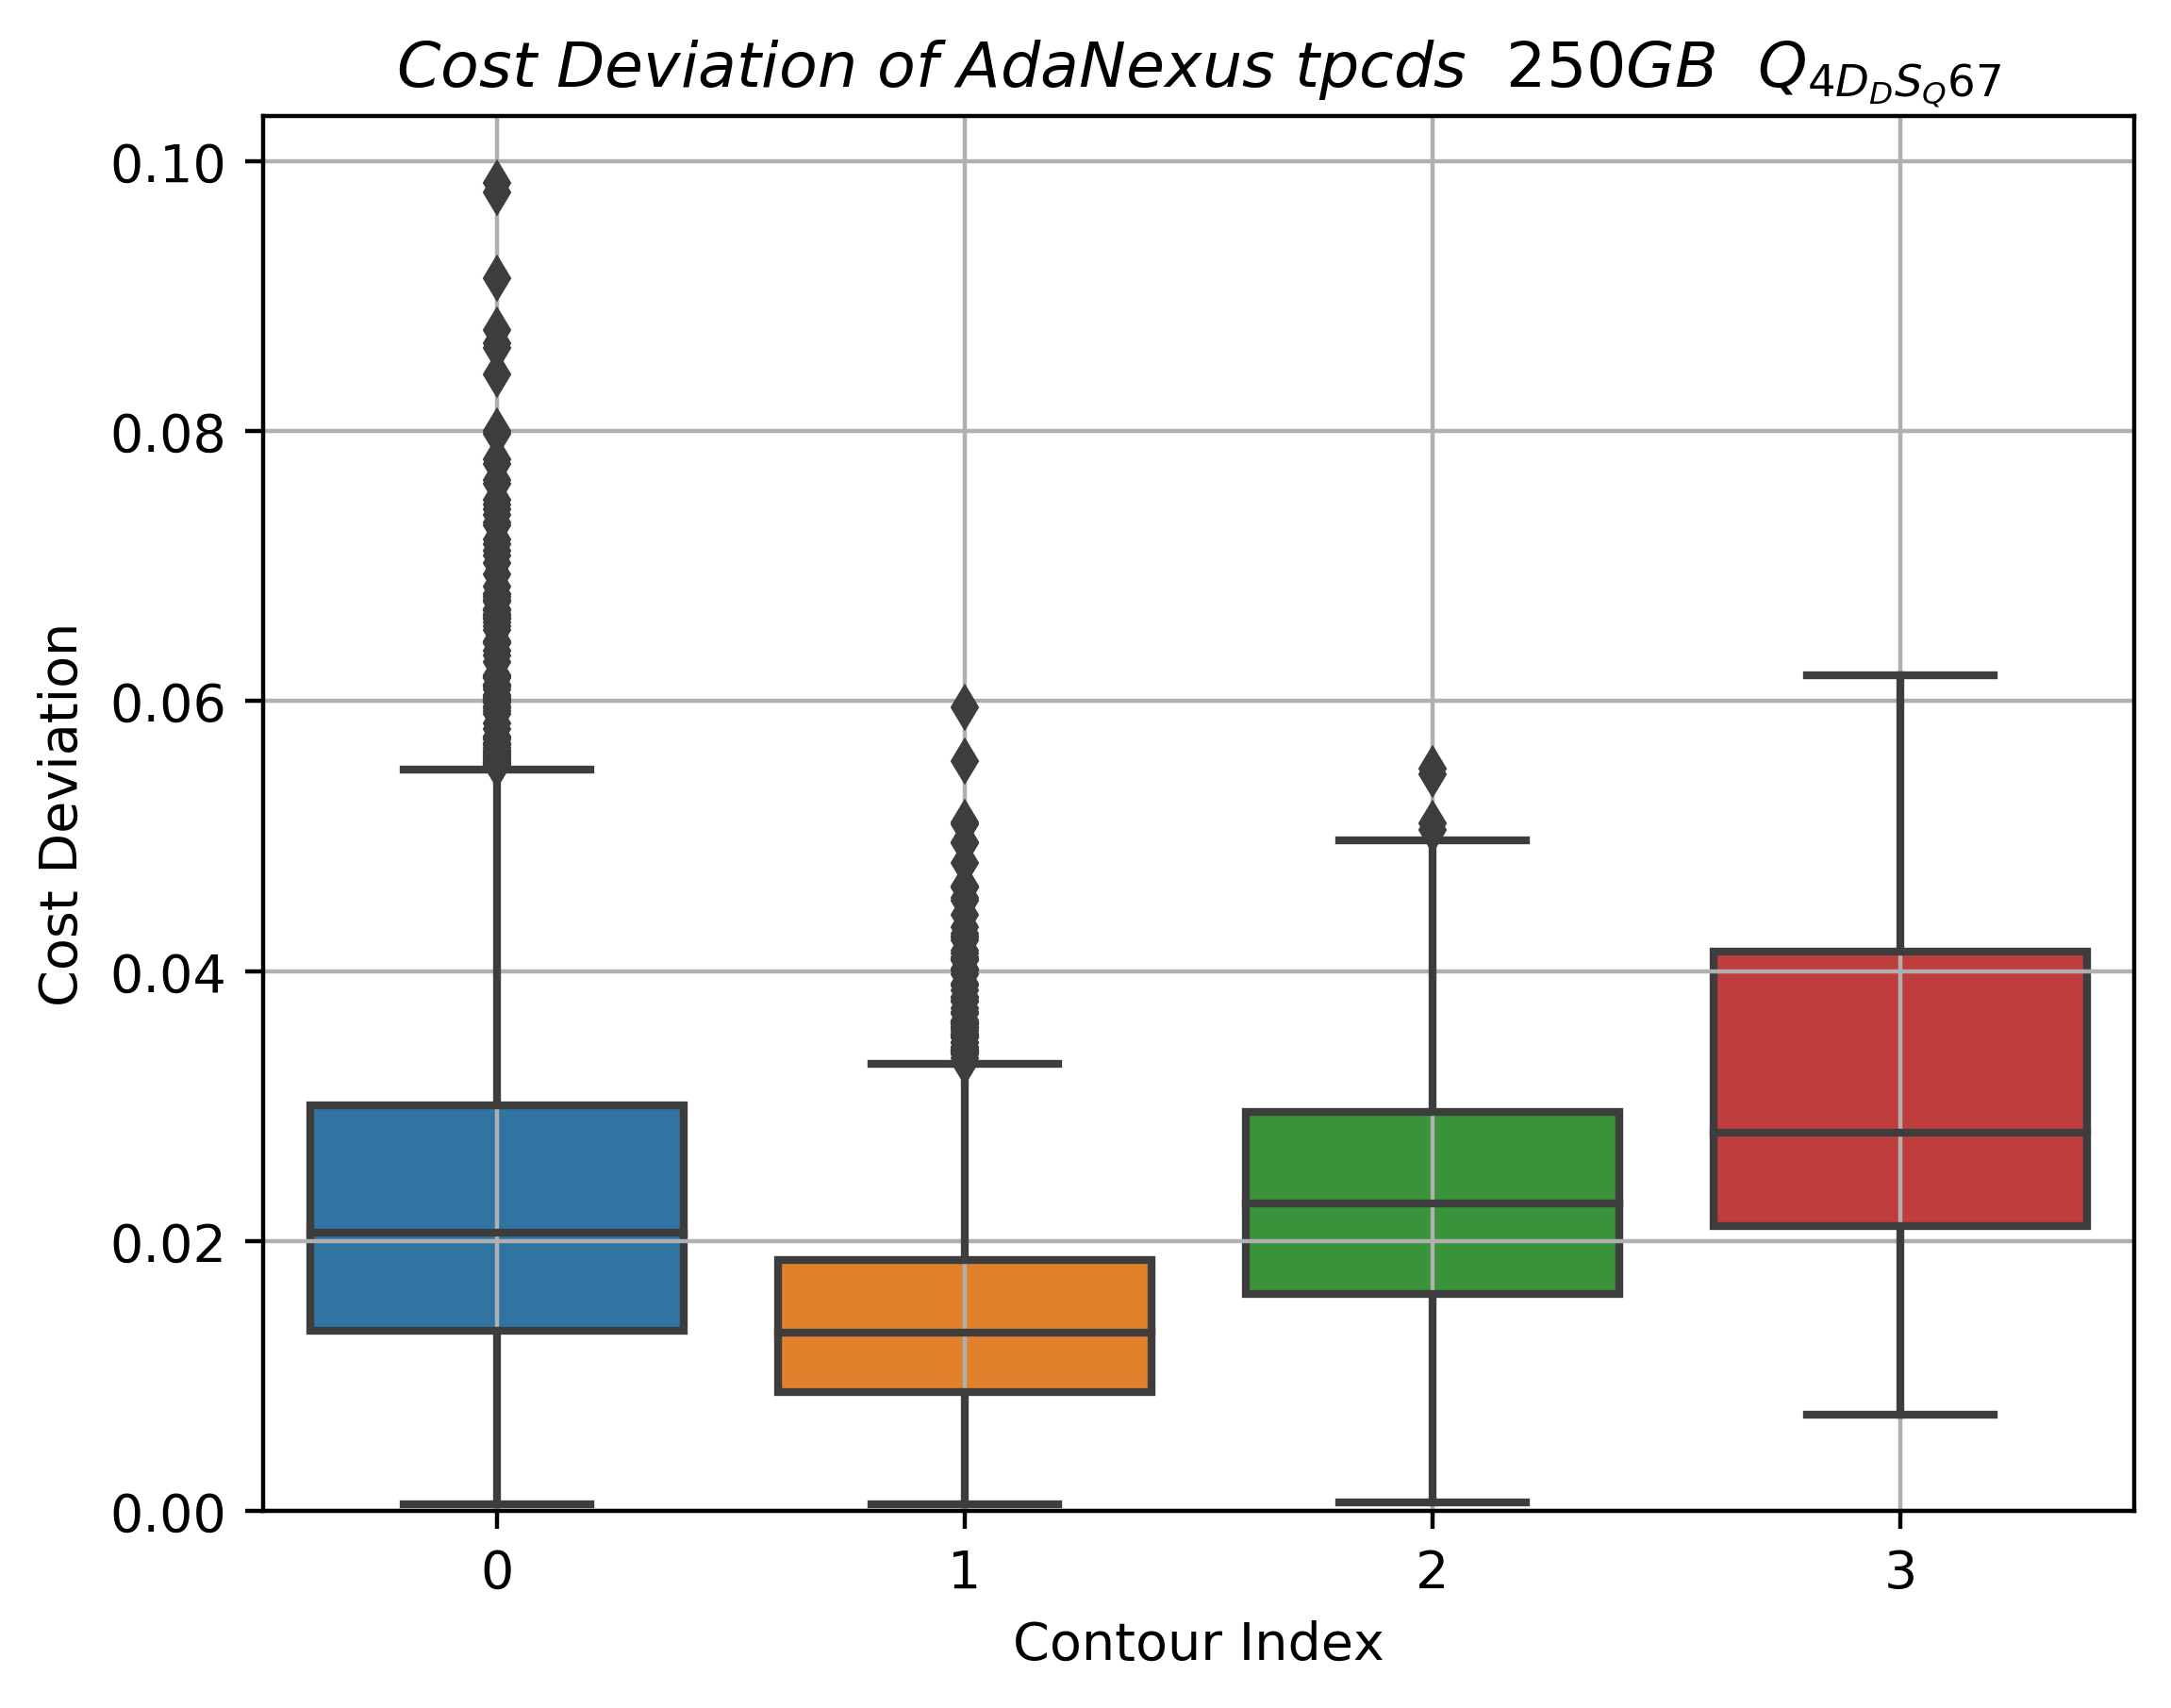 Cost Deviation of AdaNexus tpcds 250GB Q4DDSQ67
0.10
0.08
0.06
0.04
0.02
0.00
Cost Deviation
0 1 2 3
Contour Index